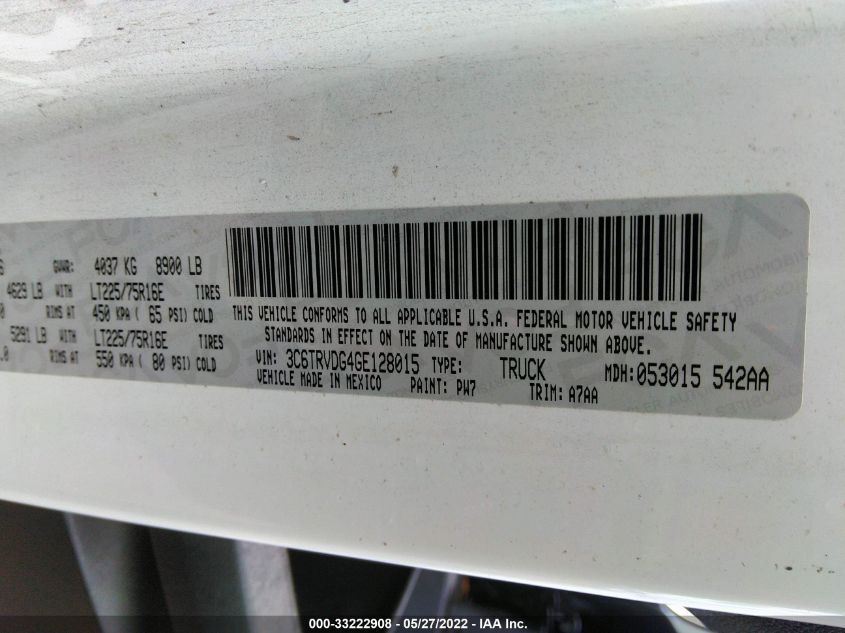 GVWR: 4037 KG 8900 LB
4629 LB WITH LT225/75R16E TIRES
RIMS AT 450 KPA ( 65 PSI) COLD
5291 LB WITH LT225/75R16E TIRES
RIMS AT 550 KPA ( 80 PSI) COLD
THIS VEHICLE CONFORMS TO ALL APPLICABLE U.S.A. FEDERAL MOTOR VEHICLE SAFETY
STANDARDS IN EFFECT ON THE DATE OF MANUFACTURE SHOWN ABOVE.
VIN: 3C6TRVDG4GE128015 TYPE: TRUCK MDH:053015 542AA
VEHICLE MADE IN MEXICO PAINT: PW7 TRIM: A7AA
000-33222908 - 05/27/2022 - IAA Inc.